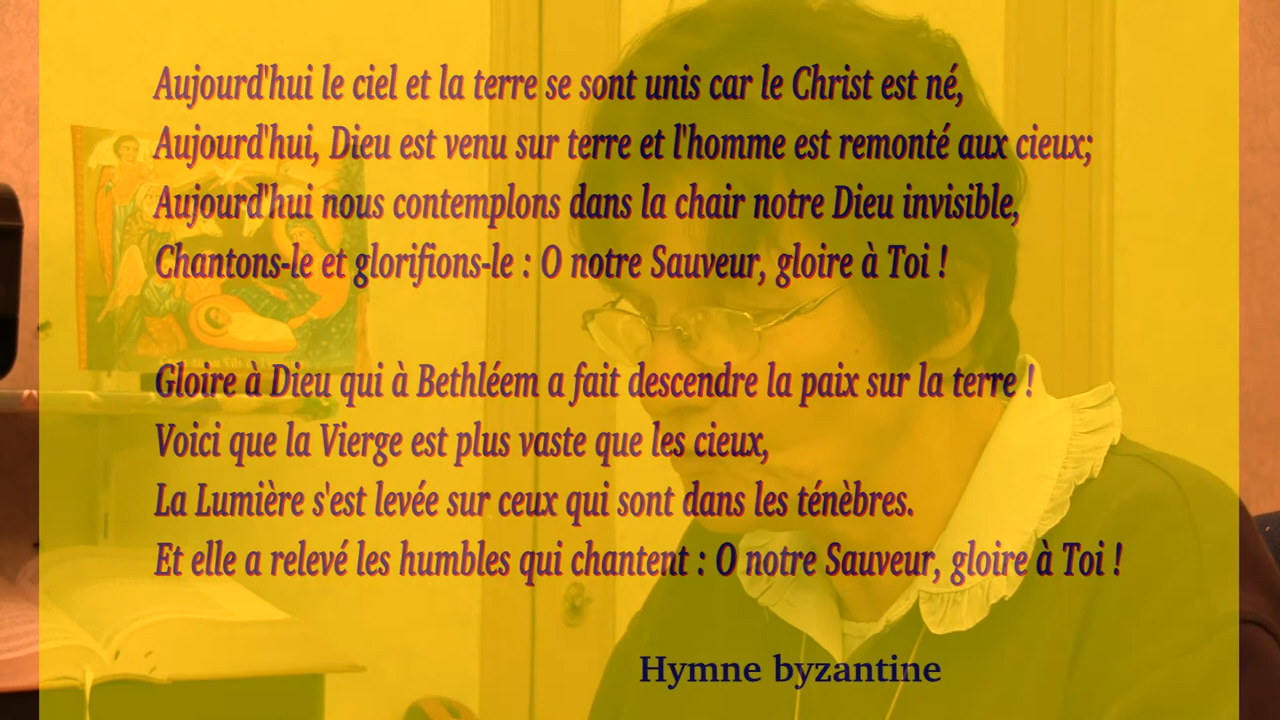 Aujourd'hui le ciel et la terre se sont unis car le Christ est né,
Aujourd'hui, Dieu est venu sur terre et l'homme est remonté aux cieux;
Aujourd'hui nous contemplons dans la chair notre Dieu invisible,
Chantons-le et glorifions-le : O notre Sauveur, gloire à Toi !
Gloire à Dieu qui à Bethléem a fait descendre la paix sur la terre !
Voici que la Vierge est plus vaste que les cieux,
La Lumière s'est levée sur ceux qui sont dans les ténèbres.
Et elle a relevé les humbles qui chantent : O notre Sauveur, gloire à Toi !
Hymne byzantine